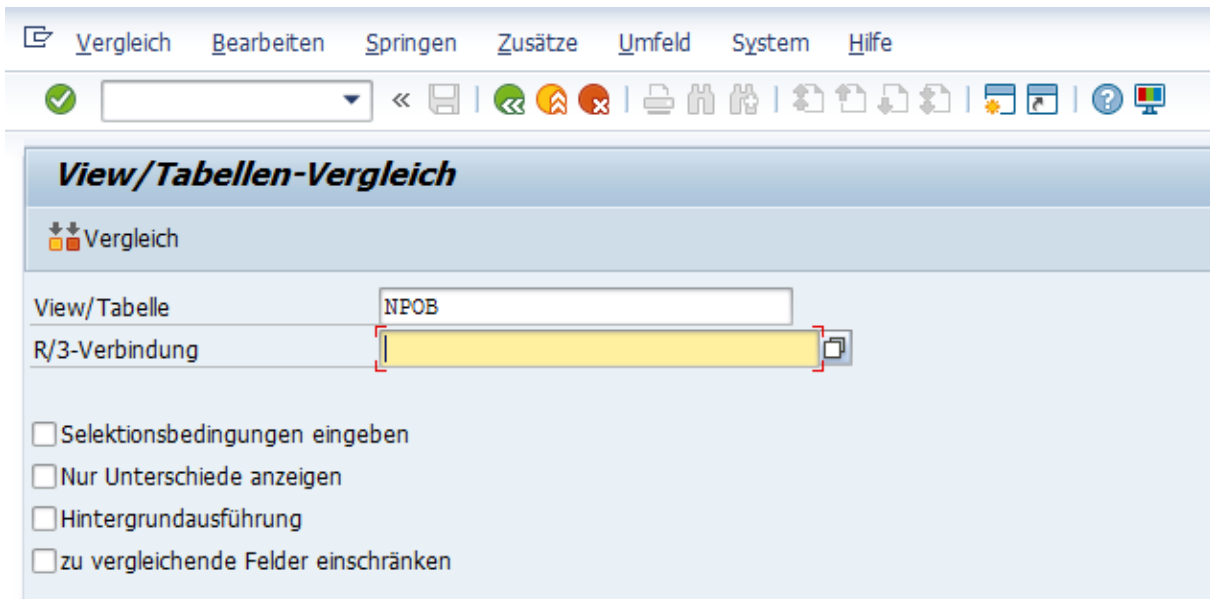 Vergleich Bearbeiten Springen Zusätze Umfeld System Hilfe
View/Tabellen-Vergleich
Vergleich
View/Tabelle NPOB
R/3-Verbindung
Selektionsbedingungen eingeben
Nur Unterschiede anzeigen
Hintergrundausführung
zu vergleichende Felder einschränken